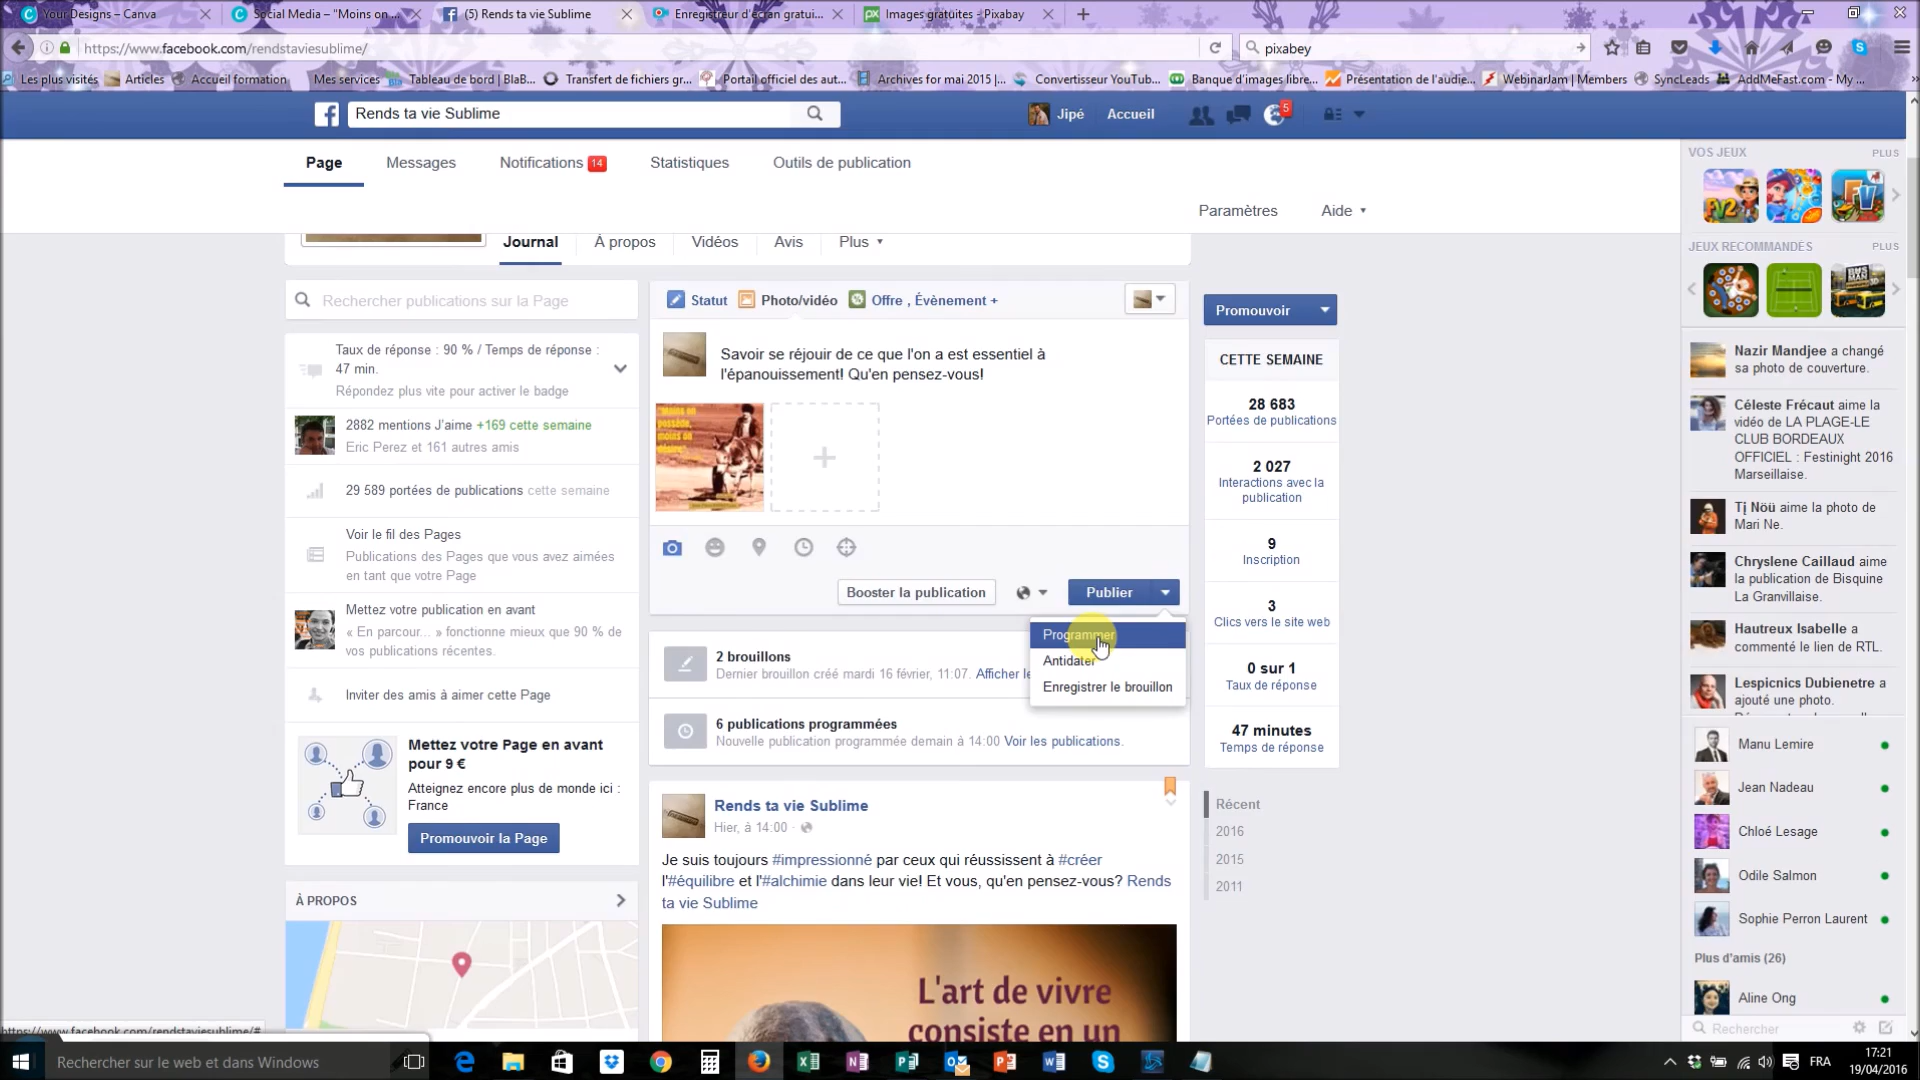 Your Designs – Canva
Social Media – "Moins on ...
(5) Rends ta vie Sublime
Enregistreur d'écran gratui...
Images gratuites - Pixabay
https://www.facebook.com/rendstaviesublime/
pixabey
Les plus visités
Articles
Accueil formation
Mes services
Tableau de bord | BlaB...
Transfert de fichiers gr...
Portail officiel des aut...
Archives for mai 2015 |...
Convertisseur YouTub...
Banque d'images libre...
Présentation de l'audie...
WebinarJam | Members
SyncLeads
AddMeFast.com - My ...
Rends ta vie Sublime
Jipé
Accueil
5
Page
Messages
Notifications 14
Statistiques
Outils de publication
Paramètres
Aide
Journal
À propos
Vidéos
Avis
Plus
Rechercher publications sur la Page
Taux de réponse : 90 % / Temps de réponse :
47 min.
Répondez plus vite pour activer le badge
2882 mentions J'aime +169 cette semaine
Eric Perez et 161 autres amis
29 589 portées de publications cette semaine
Voir le fil des Pages
Publications des Pages que vous avez aimées
en tant que votre Page
Mettez votre publication en avant
« En parcour... » fonctionne mieux que 90 % de
vos publications récentes.
Inviter des amis à aimer cette Page
Mettez votre Page en avant
pour 9 €
Atteignez encore plus de monde ici :
France
Promouvoir la Page
À PROPOS
https://www.facebook.com/rendstaviesublime/#
Statut
Photo/vidéo
Offre , Évènement +
Savoir se réjouir de ce que l'on a est essentiel à
l'épanouissement! Qu'en pensez-vous!
"Moins on
possède,
moins on
désire"
Booster la publication
Publier
Programmer
Antidater
Enregistrer le brouillon
2 brouillons
Dernier brouillon créé mardi 16 février, 11:07. Afficher le
6 publications programmées
Nouvelle publication programmée demain à 14:00 Voir les publications.
Rends ta vie Sublime
Hier, à 14:00
Je suis toujours #impressionné par ceux qui réussissent à #créer
l'#équilibre et l'#alchimie dans leur vie! Et vous, qu'en pensez-vous? Rends
ta vie Sublime
L'art de vivre
consiste en un
Promouvoir
CETTE SEMAINE
28 683
Portées de publications
2 027
Interactions avec la
publication
9
Inscription
3
Clics vers le site web
0 sur 1
Taux de réponse
47 minutes
Temps de réponse
Récent
2016
2015
2011
VOS JEUX
PLUS
FV2
FV
JEUX RECOMMANDÉS
PLUS
Nazir Mandjee a changé
sa photo de couverture.
Céleste Frécaut aime la
vidéo de LA PLAGE-LE
CLUB BORDEAUX
OFFICIEL : Festinight 2016
Marseillaise.
Tị Nöü aime la photo de
Mari Ne.
Chryslene Caillaud aime
la publication de Bisquine
La Granvillaise.
Hautreux Isabelle a
commenté le lien de RTL.
Lespicnics Dubienetre a
ajouté une photo.
Manu Lemire
Jean Nadeau
Chloé Lesage
Odile Salmon
Sophie Perron Laurent
Plus d'amis (26)
Aline Ong
Rechercher
Rechercher sur le web et dans Windows
FRA
17:21
19/04/2016